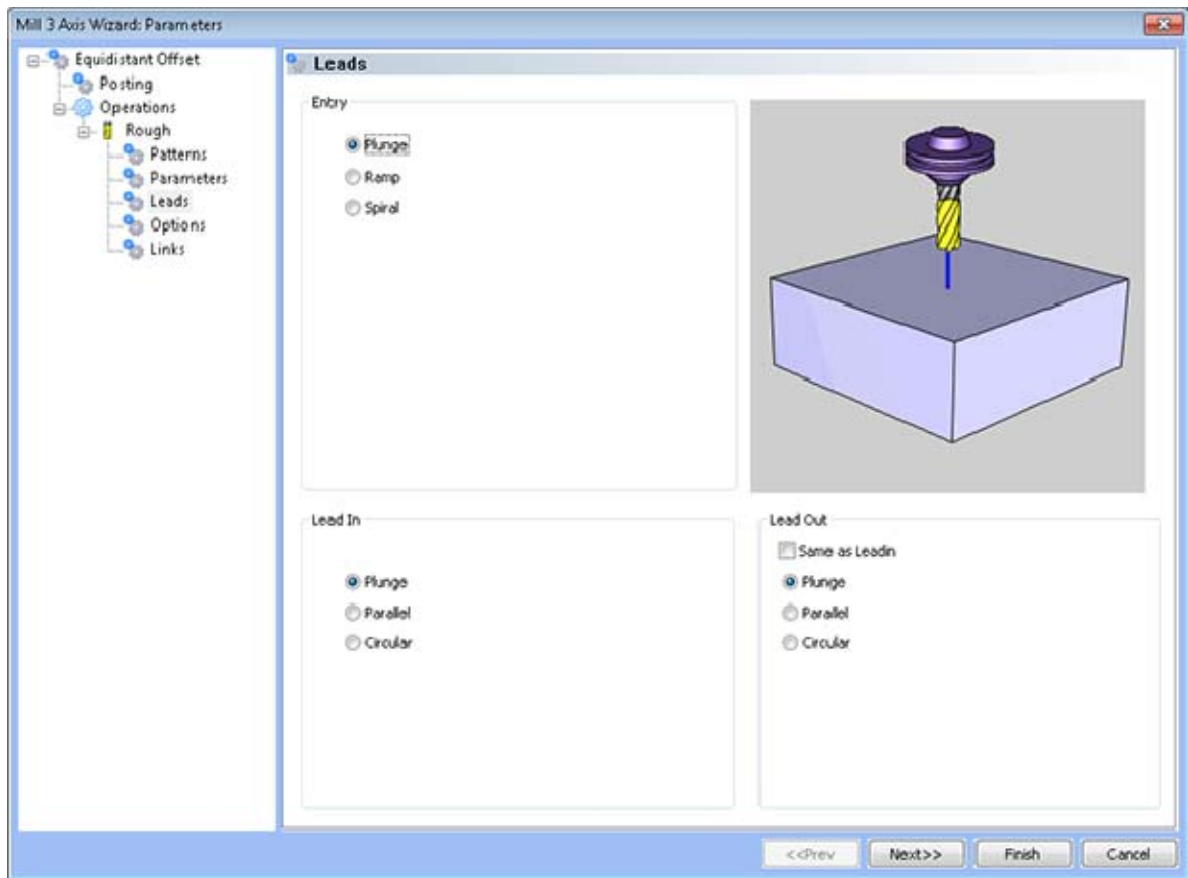 Mill 3 Axis Wizard: Parameters
Equidistant Offset
Posting
Operations
Rough
Patterns
Parameters
Leads
Options
Links
Leads
Entry
Plunge
Ramp
Spiral
Lead In
Plunge
Parallel
Circular
Lead Out
Same as Leadin
Plunge
Parallel
Circular
<<Prev Next>> Finish Cancel